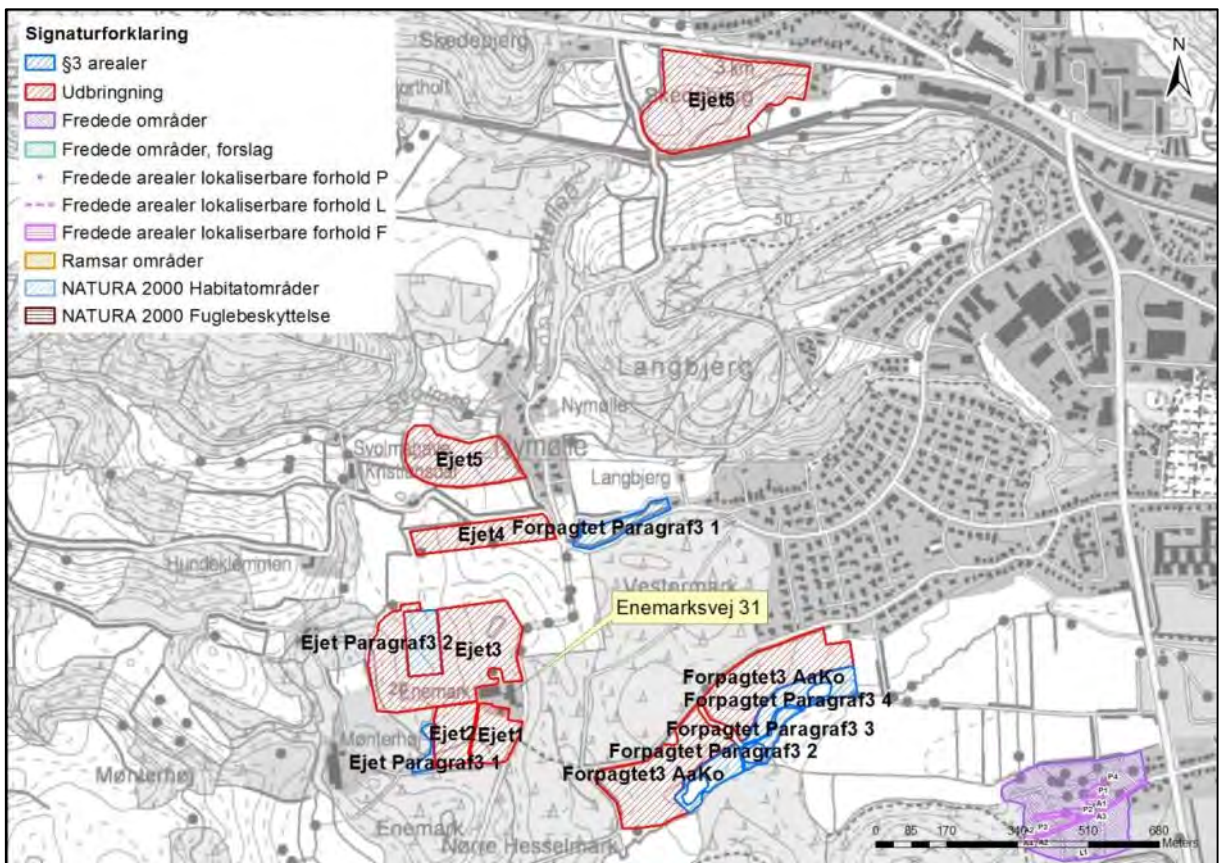 Signaturforklaring
§3 arealer
Udbringning
Fredede områder
Fredede områder, forslag
Fredede arealer lokaliserbare forhold P
Fredede arealer lokaliserbare forhold L
Fredede arealer lokaliserbare forhold F
Ramsar områder
NATURA 2000 Habitatområder
NATURA 2000 Fuglebeskyttelse
Skedebjerg
N
3 km
Ejet5
50
Langbjerg
Nymølle
Nymølle
Ejet5
Langbjerg
Ejet4
Forpagtet Paragraf3 1
Hundeklemmen
Vestermark
Enemarksvej 31
Ejet Paragraf3 2
Ejet3
Enemark
Forpagtet3 AaKo
Forpagtet Paragraf3 4
Forpagtet Paragraf3 3
Forpagtet Paragraf3 2
Forpagtet3 AaKo
Ejet2
Ejet1
Mønterhøj
Ejet Paragraf3 1
Mønterhøj
Enemark
Nørre Hesselmark
P4
P1
A1
P2
A3
P3
A2
L1
0 85 170 340 510 680
Meters